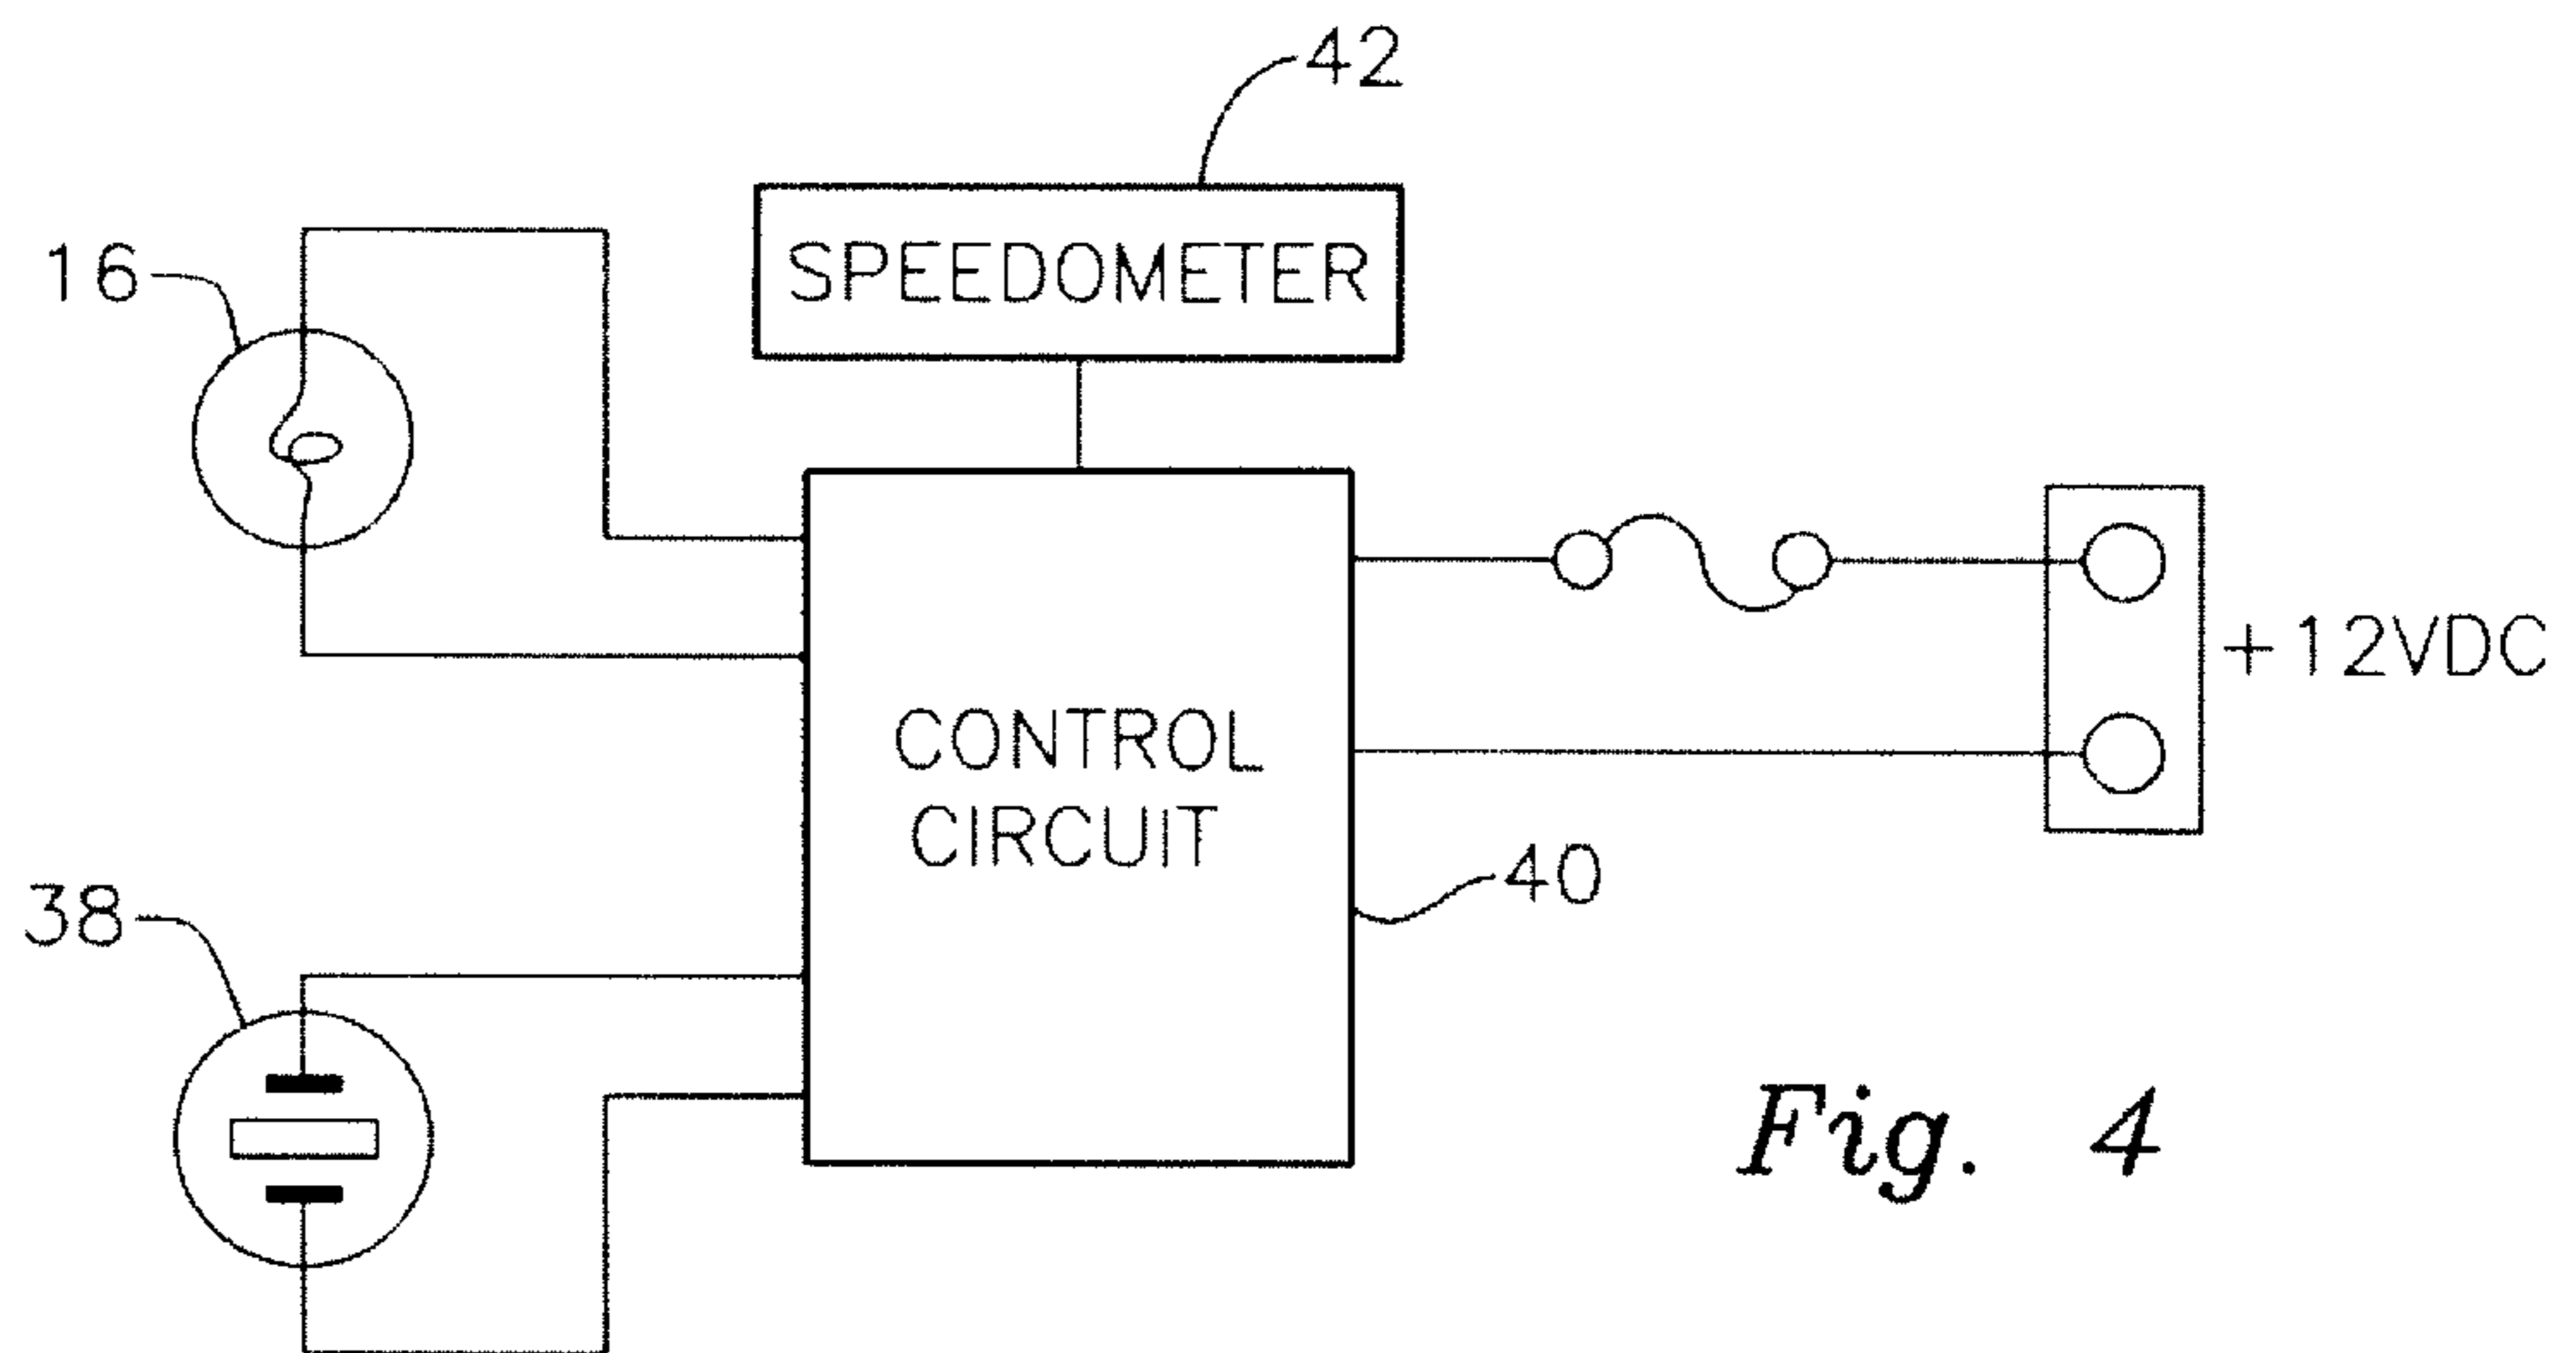 42
16
SPEEDOMETER
+12VDC
CONTROL
CIRCUIT
40
38
Fig. 4